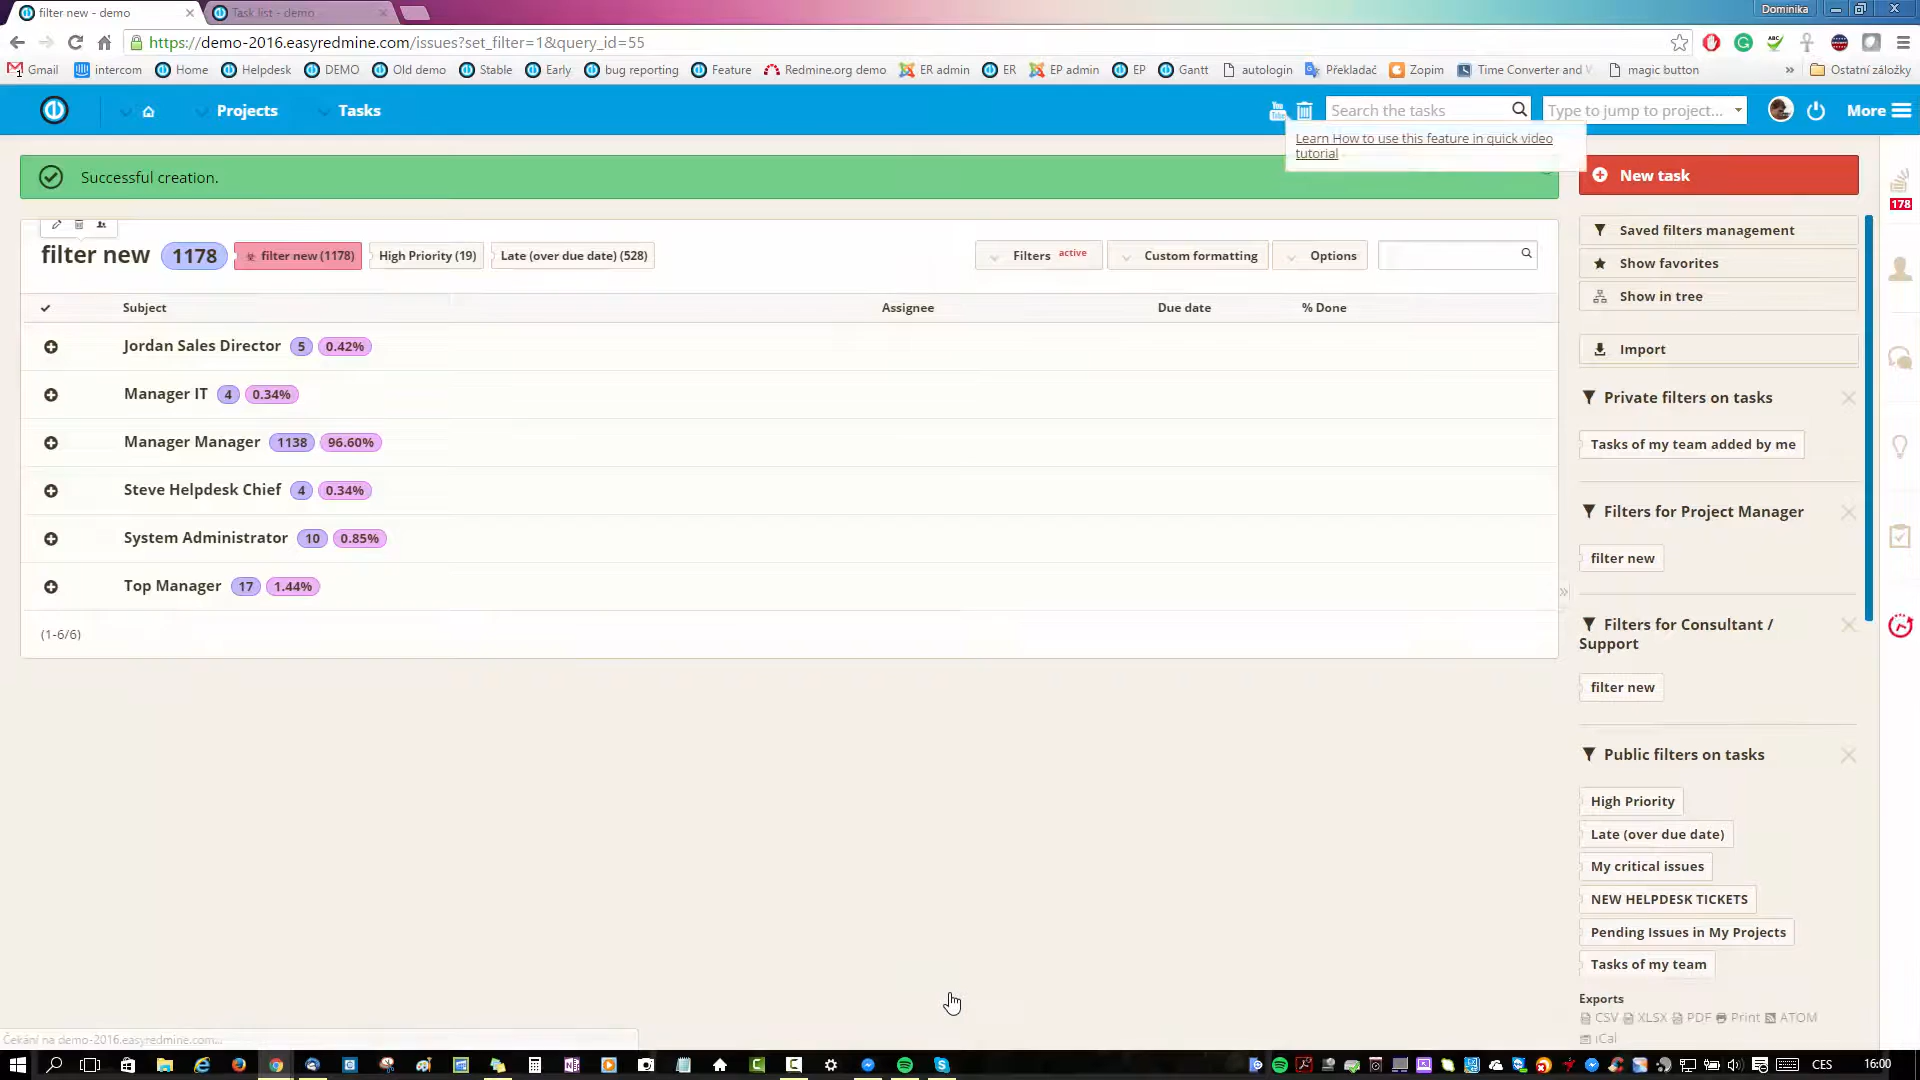 filter new - demo
Task list - demo
Dominika
https://demo-2016.easyredmine.com/issues?set_filter=1&query_id=55
Gmail
intercom
Home
Helpdesk
DEMO
Old demo
Stable
Early
bug reporting
Feature
Redmine.org demo
ER admin
ER
EP admin
EP
Gantt
autologin
Překladač
Zopim
Time Converter and
magic button
»
Ostatní záložky
Projects
Tasks
Search the tasks
Type to jump to project...
More
Learn How to use this feature in quick video
tutorial
Successful creation.
New task
178
filter new 1178
filter new (1178)
High Priority (19)
Late (over due date) (528)
Filters active
Custom formatting
Options
Subject
Assignee
Due date
% Done
Jordan Sales Director 5 0.42%
Manager IT 4 0.34%
Manager Manager 1138 96.60%
Steve Helpdesk Chief 4 0.34%
System Administrator 10 0.85%
Top Manager 17 1.44%
(1-6/6)
Saved filters management
Show favorites
Show in tree
Import
Private filters on tasks
Tasks of my team added by me
Filters for Project Manager
filter new
Filters for Consultant /
Support
filter new
Public filters on tasks
High Priority
Late (over due date)
My critical issues
NEW HELPDESK TICKETS
Pending Issues in My Projects
Tasks of my team
Exports
CSV XLSX PDF Print ATOM
iCal
Čekání na demo-2016.easyredmine.com...
CES
16:00